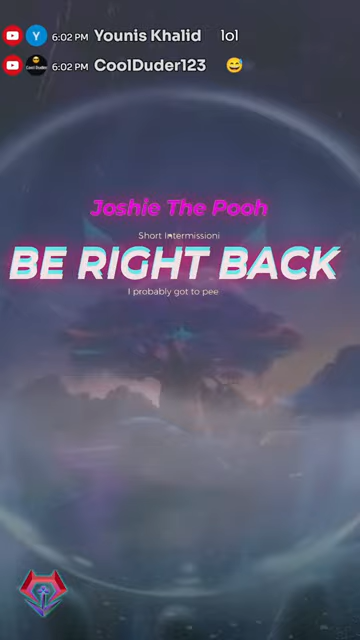 Y 6:02 PM Younis Khalid lol
6:02 PM CoolDuder123 😅
Joshie The Pooh
Short Intermissioni
BE RIGHT BACK
I probably got to pee